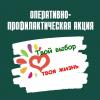 ОПЕРАТИВНО-
ПРОФИЛАКТИЧЕСКАЯ АКЦИЯ
Твой выбор
твоя жизнь